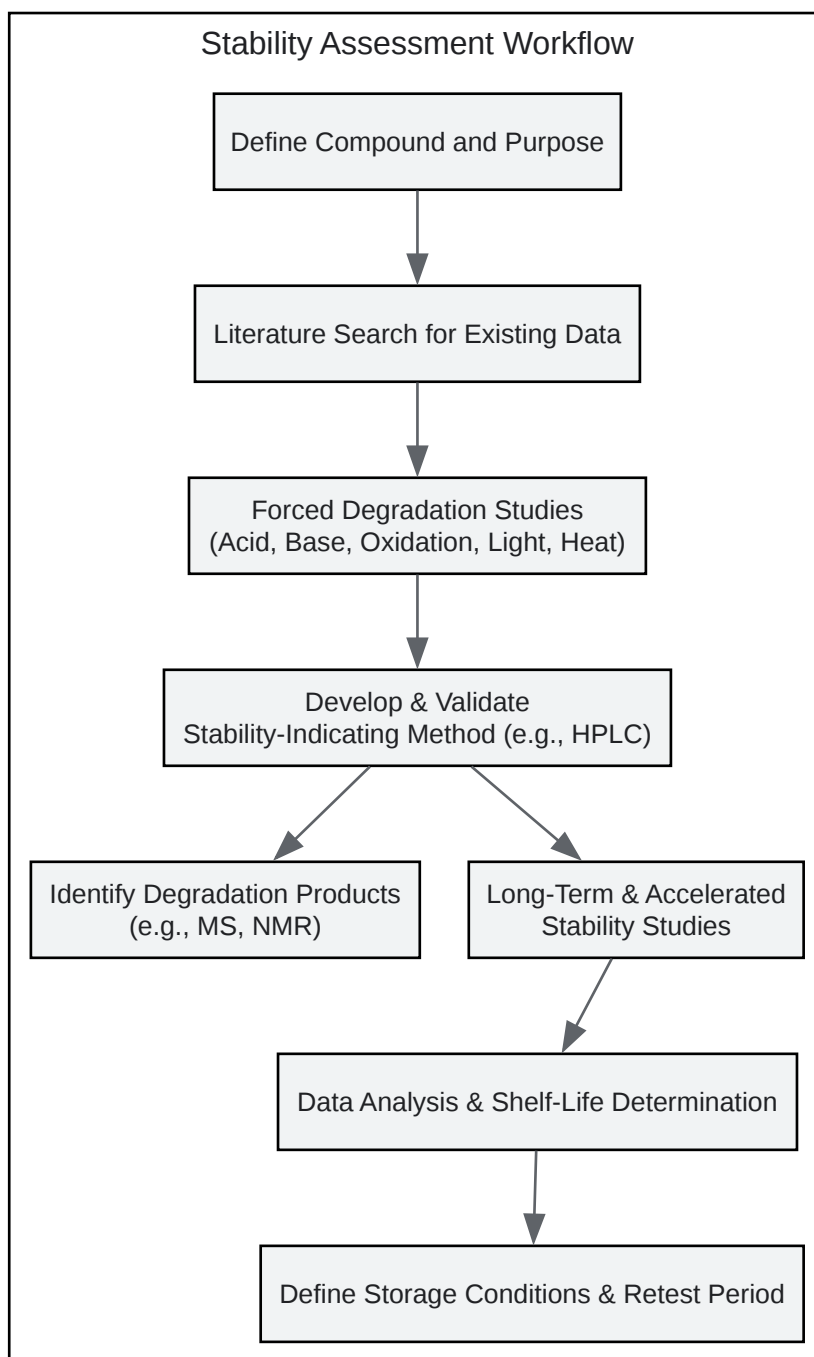 Stability Assessment Workflow
Define Compound and Purpose
Literature Search for Existing Data
Forced Degradation Studies
(Acid, Base, Oxidation, Light, Heat)
Develop & Validate
Stability-Indicating Method (e.g., HPLC)
Identify Degradation Products
(e.g., MS, NMR)
Long-Term & Accelerated
Stability Studies
Data Analysis & Shelf-Life Determination
Define Storage Conditions & Retest Period